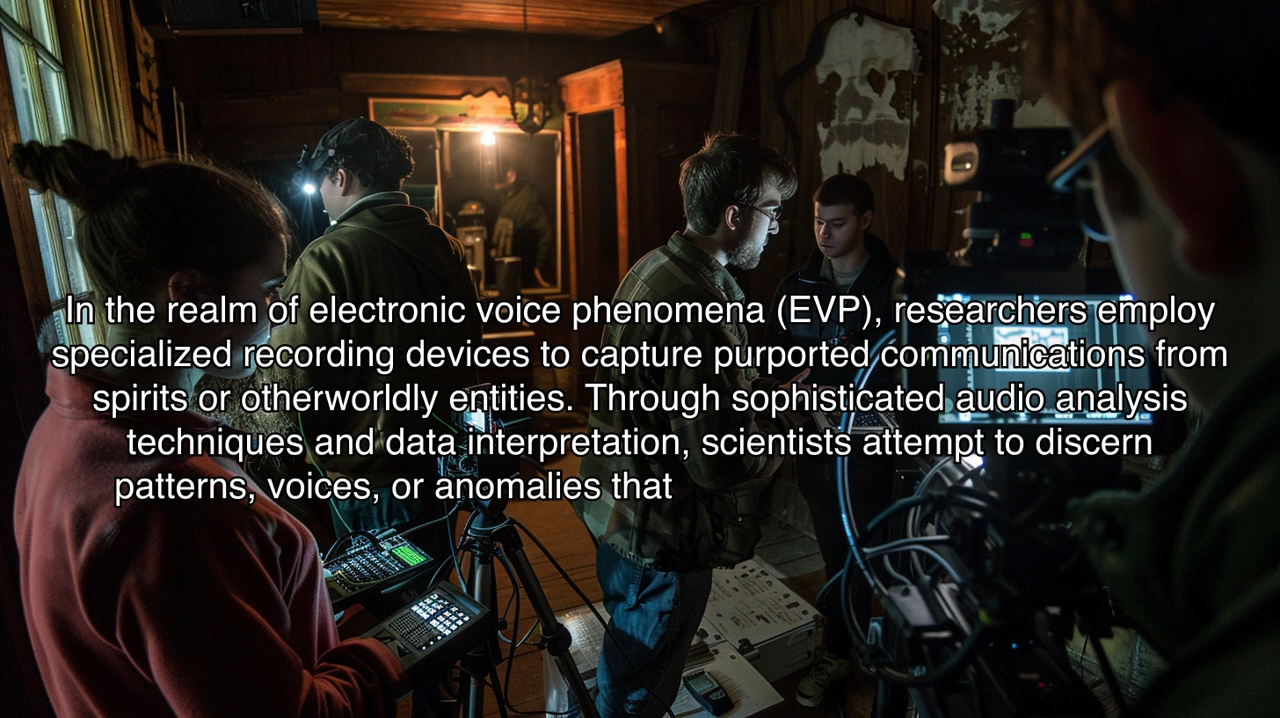 In the realm of electronic voice phenomena (EVP), researchers employ
specialized recording devices to capture purported communications from
spirits or otherworldly entities. Through sophisticated audio analysis
techniques and data interpretation, scientists attempt to discern
patterns, voices, or anomalies that